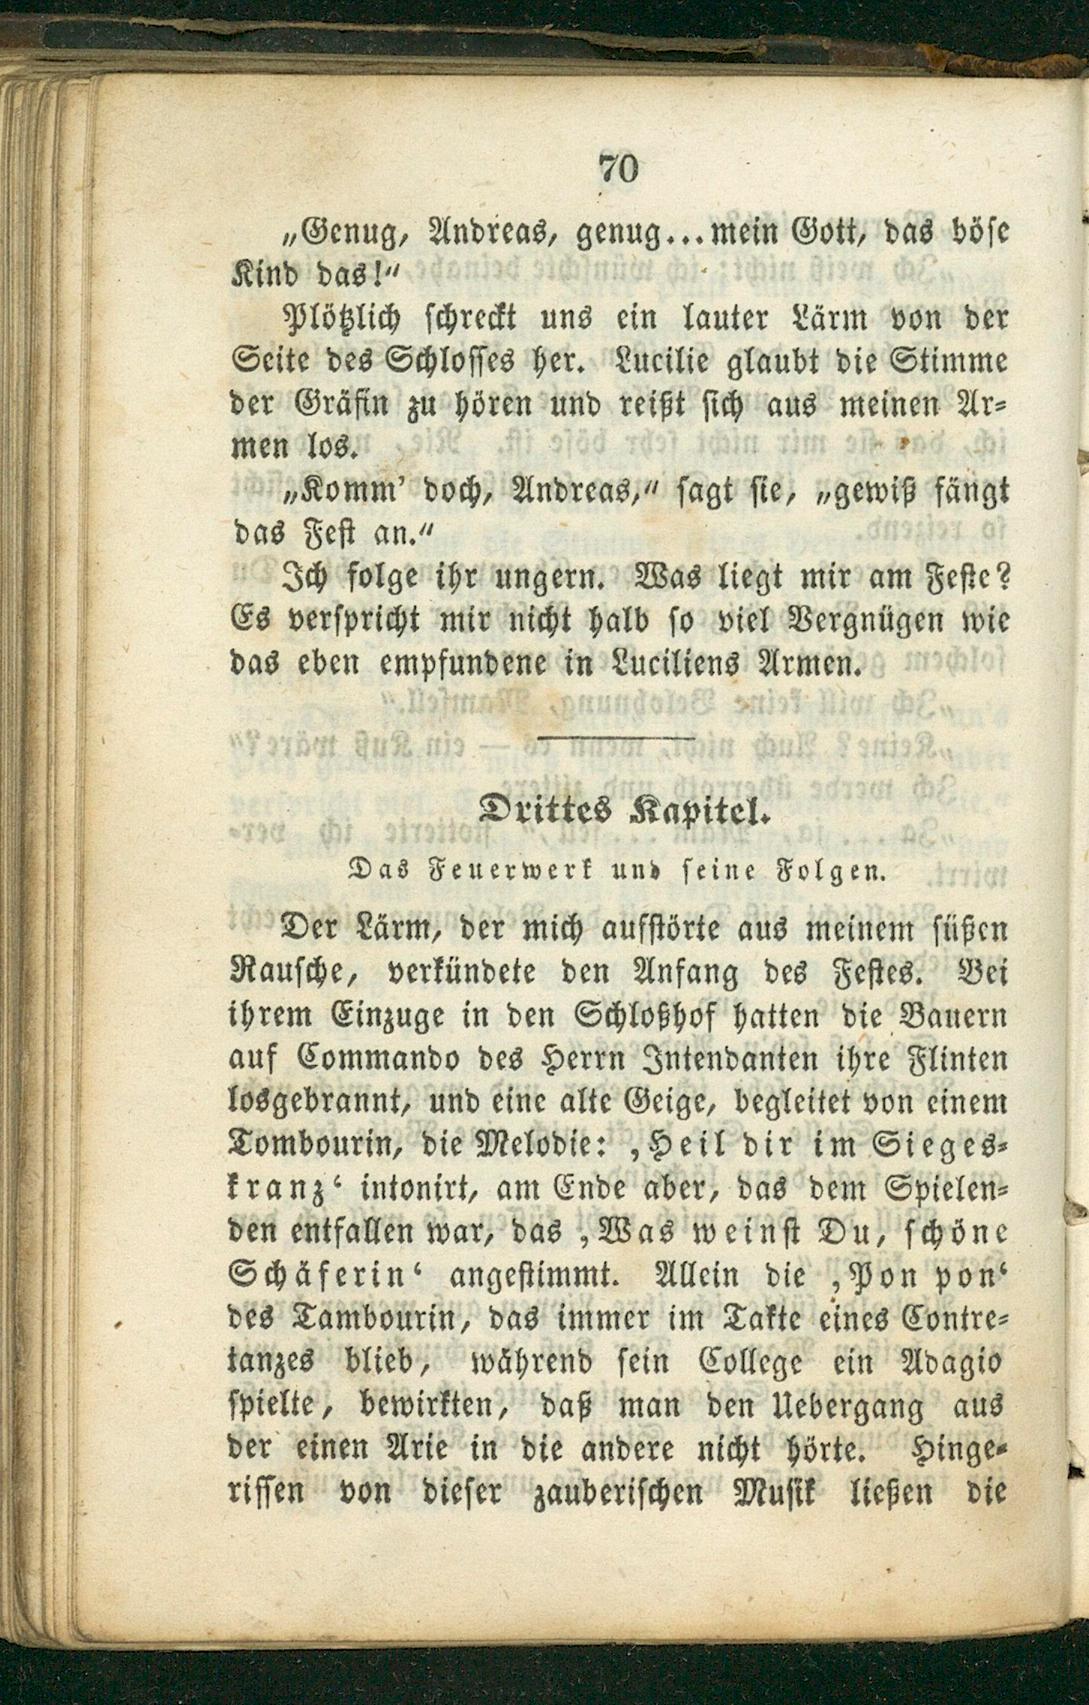 70
„Genug, Andreas, genug...mein Gott, das böse
Kind das!“
Plötzlich schreckt uns ein lauter Lärm von der
Seite des Schlosses her. Lucilie glaubt die Stimme
der Gräfin zu hören und reißt sich aus meinen Ar-
men los.
„Komm' doch, Andreas,“ sagt sie, „gewiß fängt
das Fest an.“
Ich folge ihr ungern. Was liegt mir am Feste?
Es verspricht mir nicht halb so viel Vergnügen wie
das eben empfundene in Luciliens Armen.
Drittes Kapitel.
Das Feuerwerk und seine Folgen.
Der Lärm, der mich aufstörte aus meinem süßen
Rausche, verkündete den Anfang des Festes. Bei
ihrem Einzuge in den Schloßhof hatten die Bauern
auf Commando des Herrn Intendanten ihre Flinten
losgebrannt, und eine alte Geige, begleitet von einem
Tombourin, die Melodie: ‚Heil dir im Sieges-
kranz‘ intonirt, am Ende aber, das dem Spielen-
den entfallen war, das ‚Was weinst Du, schöne
Schäferin‘ angestimmt. Allein die ‚Pon pon‘
des Tambourin, das immer im Takte eines Contre-
tanzes blieb, während sein College ein Adagio
spielte, bewirkten, daß man den Uebergang aus
der einen Arie in die andere nicht hörte. Hinge-
rissen von dieser zauberischen Musik ließen die